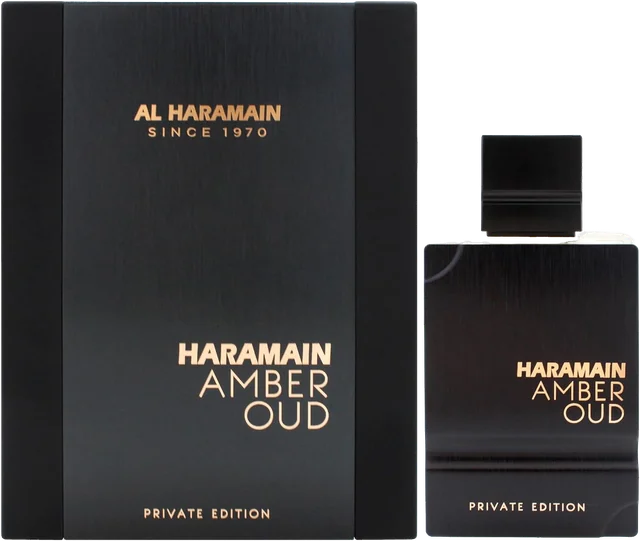 AL HARAMAIN
SINCE 1970
HARAMAIN
AMBER
OUD
PRIVATE EDITION
HARAMAIN
AMBER
OUD
PRIVATE EDITION